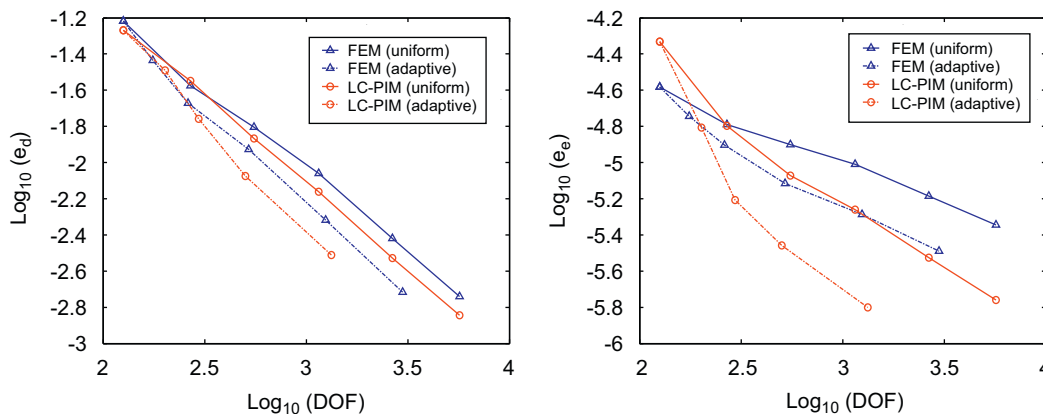 -1.2
-1.4
-1.6
-1.8
-2
-2.2
-2.4
-2.6
-2.8
-3
2
2.5
3
3.5
4
Log10 (DOF)
Log10 (ed)
FEM (uniform)
FEM (adaptive)
LC-PIM (uniform)
LC-PIM (adaptive)
-4.2
-4.4
-4.6
-4.8
-5
-5.2
-5.4
-5.6
-5.8
-6
2
2.5
3
3.5
4
Log10 (DOF)
Log10 (ee)
FEM (uniform)
FEM (adaptive)
LC-PIM (uniform)
LC-PIM (adaptive)